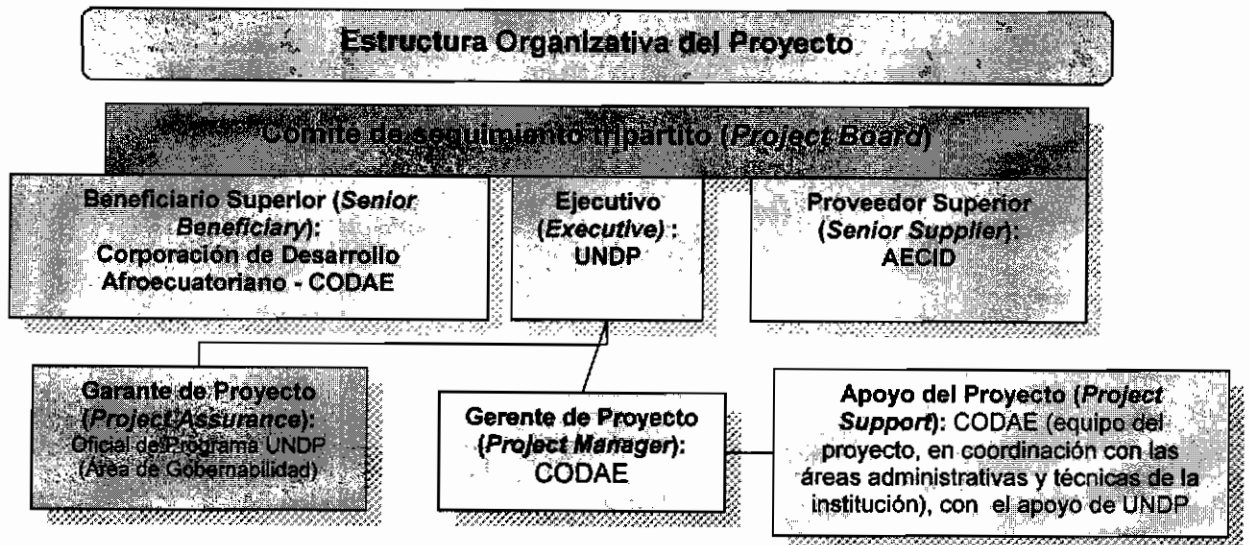 Estructura Organizativa del Proyecto
Comité de seguimiento tripartito (Project Board)
Beneficiario Superior (Senior
Beneficiary):
Corporación de Desarrollo
Afroecuatoriano - CODAE
Ejecutivo
(Executive) :
UNDP
Proveedor Superior
(Senior Supplier):
AECID
Garante de Proyecto
(Project Assurance):
Oficial de Programa UNDP
(Área de Gobernabilidad)
Gerente de Proyecto
(Project Manager):
CODAE
Apoyo del Proyecto (Project
Support): CODAE (equipo del
proyecto, en coordinación con las
áreas administrativas y técnicas de la
institución), con el apoyo de UNDP